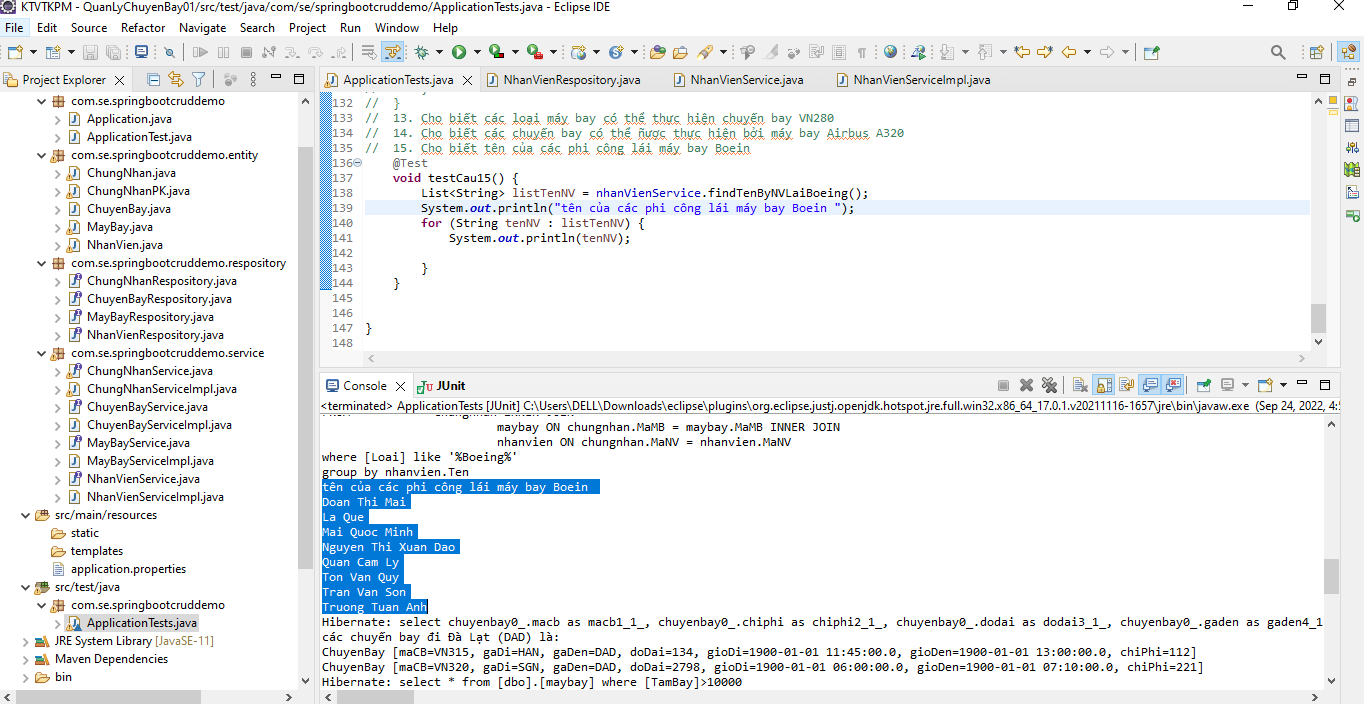 KTVTKPM - QuanLyChuyenBay01/src/test/java/com/se/springbootcruddemo/ApplicationTests.java - Eclipse IDE
File Edit Source Refactor Navigate Search Project Run Window Help
Project Explorer
com.se.springbootcruddemo
Application.java
ApplicationTest.java
com.se.springbootcruddemo.entity
ChungNhan.java
ChungNhanPK.java
ChuyenBay.java
MayBay.java
NhanVien.java
com.se.springbootcruddemo.respository
ChungNhanRespository.java
ChuyenBayRespository.java
MayBayRespository.java
NhanVienRespository.java
com.se.springbootcruddemo.service
ChungNhanService.java
ChungNhanServiceImpl.java
ChuyenBayService.java
ChuyenBayServiceImpl.java
MayBayService.java
MayBayServiceImpl.java
NhanVienService.java
NhanVienServiceImpl.java
src/main/resources
static
templates
application.properties
src/test/java
com.se.springbootcruddemo
ApplicationTests.java
JRE System Library [JavaSE-11]
Maven Dependencies
bin
ApplicationTests.java NhanVienRespository.java NhanVienService.java NhanVienServiceImpl.java
132 // }
133 // 13. Cho biết các loại máy bay có thể thực hiện chuyến bay VN280
134 // 14. Cho biết các chuyến bay có thể ñược thực hiện bởi máy bay Airbus A320
135 // 15. Cho biết tên của các phi công lái máy bay Boein
136 @Test
137 void testCau15() {
138 List<String> listTenNV = nhanVienService.findTenByNVLaiBoeing();
139 System.out.println("tên của các phi công lái máy bay Boein ");
140 for (String tenNV : listTenNV) {
141 System.out.println(tenNV);
142
143 }
144 }
145
146
147 }
148
Console JUnit
<terminated> ApplicationTests [JUnit] C:\Users\DELL\Downloads\eclipse\plugins\org.eclipse.justj.openjdk.hotspot.jre.full.win32.x86_64_17.0.1.v20211116-1657\jre\bin\javaw.exe (Sep 24, 2022, 4:5
maybay ON chungnhan.MaMB = maybay.MaMB INNER JOIN
nhanvien ON chungnhan.MaNV = nhanvien.MaNV
where [Loai] like '%Boeing%'
group by nhanvien.Ten
tên của các phi công lái máy bay Boein
Doan Thi Mai
La Que
Mai Quoc Minh
Nguyen Thi Xuan Dao
Quan Cam Ly
Ton Van Quy
Tran Van Son
Truong Tuan Anh
Hibernate: select chuyenbay0_.macb as macb1_1_, chuyenbay0_.chiphi as chiphi2_1_, chuyenbay0_.dodai as dodai3_1_, chuyenbay0_.gaden as gaden4_1
các chuyến bay đi Đà Lạt (DAD) là:
ChuyenBay [maCB=VN315, gaDi=HAN, gaDen=DAD, doDai=134, gioDi=1900-01-01 11:45:00.0, gioDen=1900-01-01 13:00:00.0, chiPhi=112]
ChuyenBay [maCB=VN320, gaDi=SGN, gaDen=DAD, doDai=2798, gioDi=1900-01-01 06:00:00.0, gioDen=1900-01-01 07:10:00.0, chiPhi=221]
Hibernate: select * from [dbo].[maybay] where [TamBay]>10000